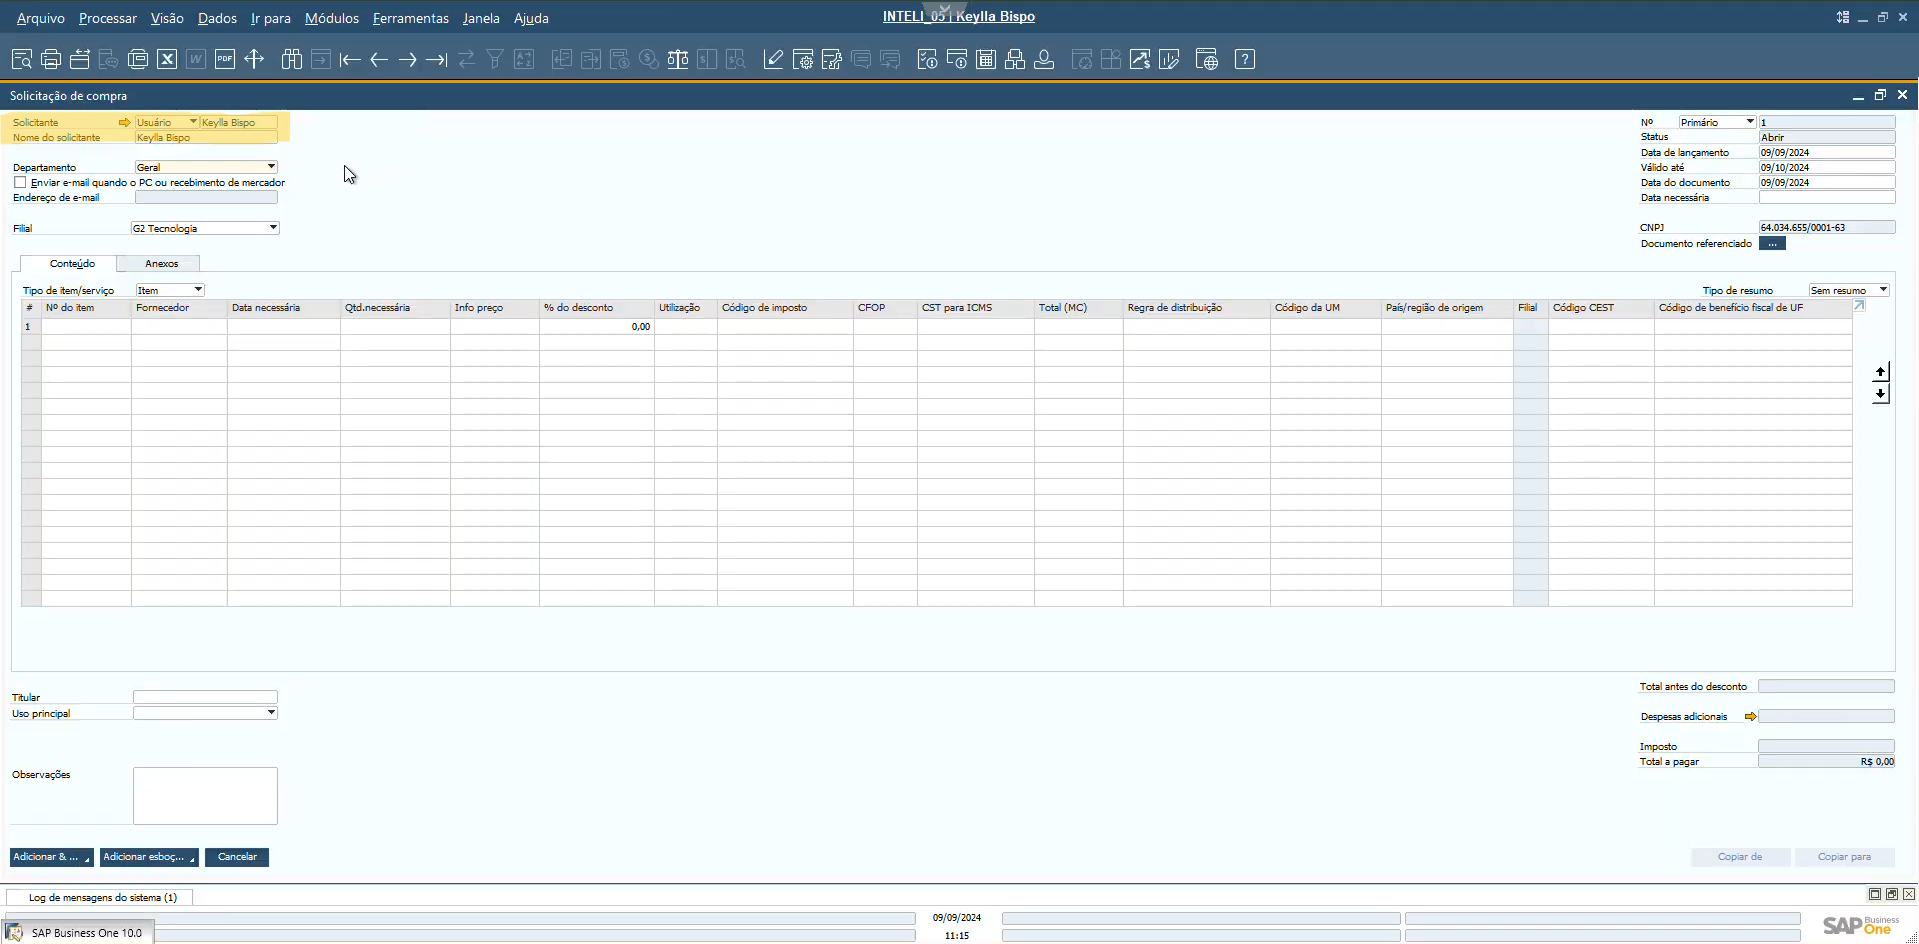 Arquivo Processar Visão Dados Ir para Módulos Ferramentas Janela Ajuda
INTELI_05 | Keylla Bispo
Solicitação de compra
Solicitante Usuário Keylla Bispo
Nome do solicitante Keylla Bispo
Departamento Geral
Enviar e-mail quando o PC ou recebimento de mercador
Endereço de e-mail
Filial G2 Tecnologia
Nº Primário 1
Status Abrir
Data de lançamento 09/09/2024
Válido até 09/10/2024
Data do documento 09/09/2024
Data necessária
CNPJ 64.034.655/0001-63
Documento referenciado ...
Conteúdo Anexos
Tipo de item/serviço Item
Tipo de resumo Sem resumo
# Nº do item Fornecedor Data necessária Qtd.necessária Info preço % do desconto Utilização Código de imposto CFOP CST para ICMS Total (MC) Regra de distribuição Código da UM País/região de origem Filial Código CEST Código de benefício fiscal de UF
1 0,00
Titular
Uso principal
Observações
Total antes do desconto
Despesas adicionais
Imposto
Total a pagar R$ 0,00
Adicionar & ... Adicionar esboç... Cancelar
Copiar de Copiar para
Log de mensagens do sistema (1)
09/09/2024
11:15
SAP Business One 10.0
SAP Business One